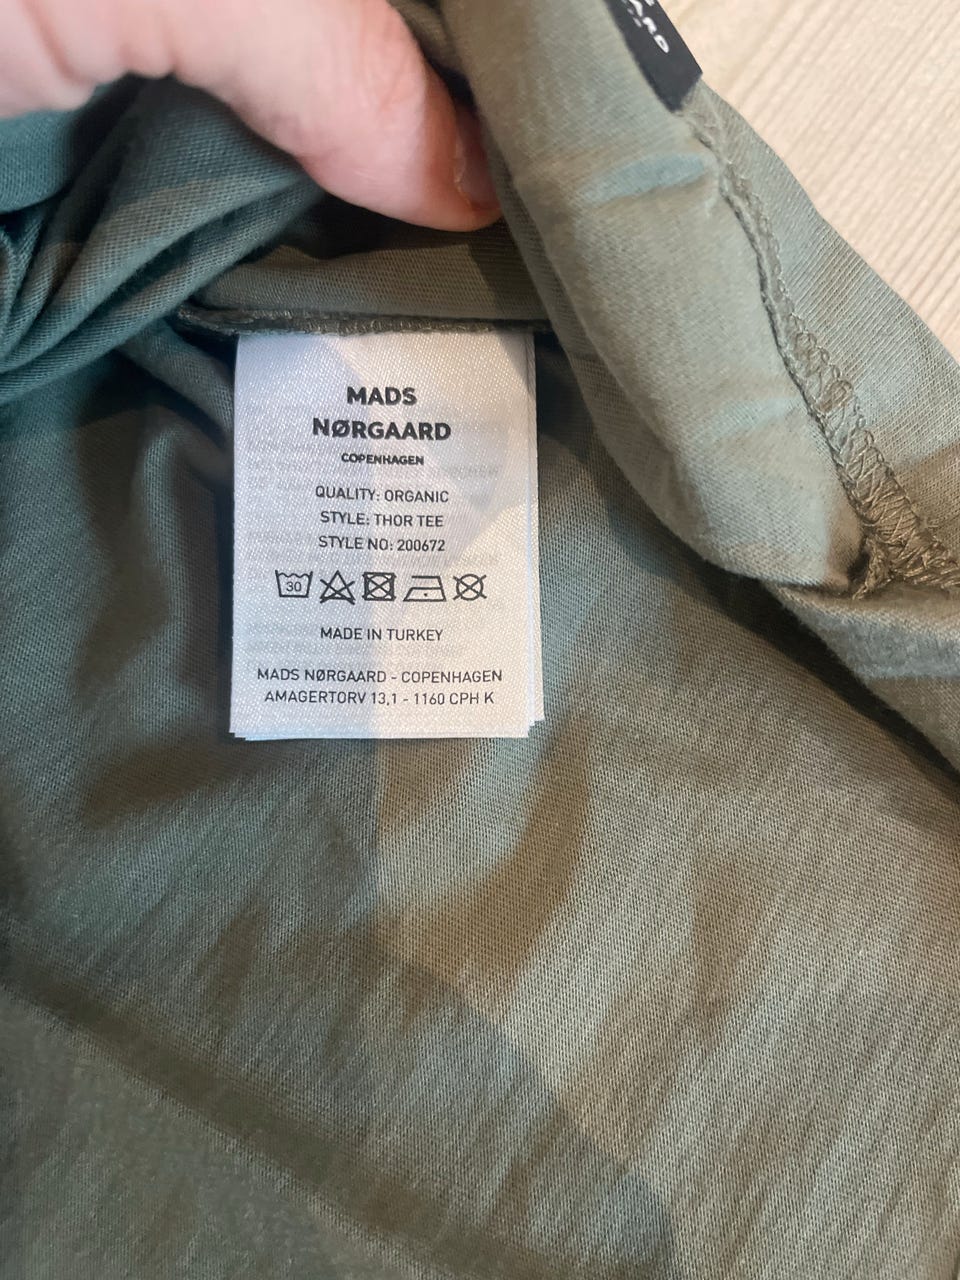 MADS
NØRGAARD
COPENHAGEN
QUALITY: ORGANIC
STYLE: THOR TEE
STYLE NO: 200672
30
MADE IN TURKEY
MADS NØRGAARD - COPENHAGEN
AMAGERTORV 13,1 - 1160 CPH K